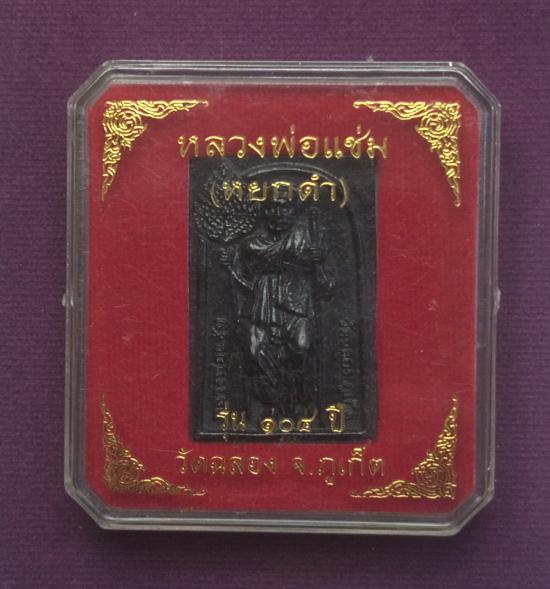 หลวงพ่อแช่ม
(หยกดำ)
รุ่น ๑๐๔ ปี
วัดฉลอง จ.ภูเก็ต